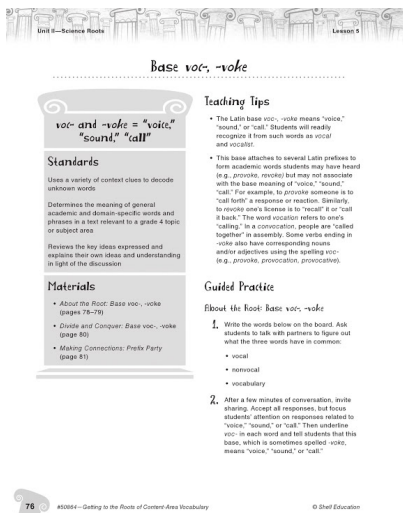 Unit II—Science Roots
Lesson 5
Base voc-, -voke
voc- and -voke = "voice,"
"sound," "call"
Standards
Uses a variety of context clues to decode
unknown words
Determines the meaning of general
academic and domain-specific words and
phrases in a text relevant to a grade 4 topic
or subject area
Reviews the key ideas expressed and
explains their own ideas and understanding
in light of the discussion
Materials
• About the Root: Base voc-, -voke
(pages 78–79)
• Divide and Conquer: Base voc-, -voke
(page 80)
• Making Connections: Prefix Party
(page 81)
Teaching Tips
• The Latin base voc-, -voke means "voice,"
"sound," or "call." Students will readily
recognize it from such words as vocal
and vocalist.
• This base attaches to several Latin prefixes to
form academic words students may have heard
(e.g., provoke, revoke) but may not associate
with the base meaning of "voice," "sound,"
"call." For example, to provoke someone is to
"call forth" a response or reaction. Similarly,
to revoke one's license is to "recall" it or "call
it back." The word vocation refers to one's
"calling." In a convocation, people are "called
together" in assembly. Some verbs ending in
-voke also have corresponding nouns
and/or adjectives using the spelling voc-
(e.g., provoke, provocation, provocative).
Guided Practice
About the Root: Base voc-, -voke
1. Write the words below on the board. Ask
students to talk with partners to figure out
what the three words have in common:
• vocal
• nonvocal
• vocabulary
2. After a few minutes of conversation, invite
sharing. Accept all responses, but focus
students' attention on responses related to
"voice," "sound," or "call." Then underline
voc- in each word and tell students that this
base, which is sometimes spelled -voke,
means "voice," "sound," or "call."
76
#50864—Getting to the Roots of Content-Area Vocabulary
© Shell Education